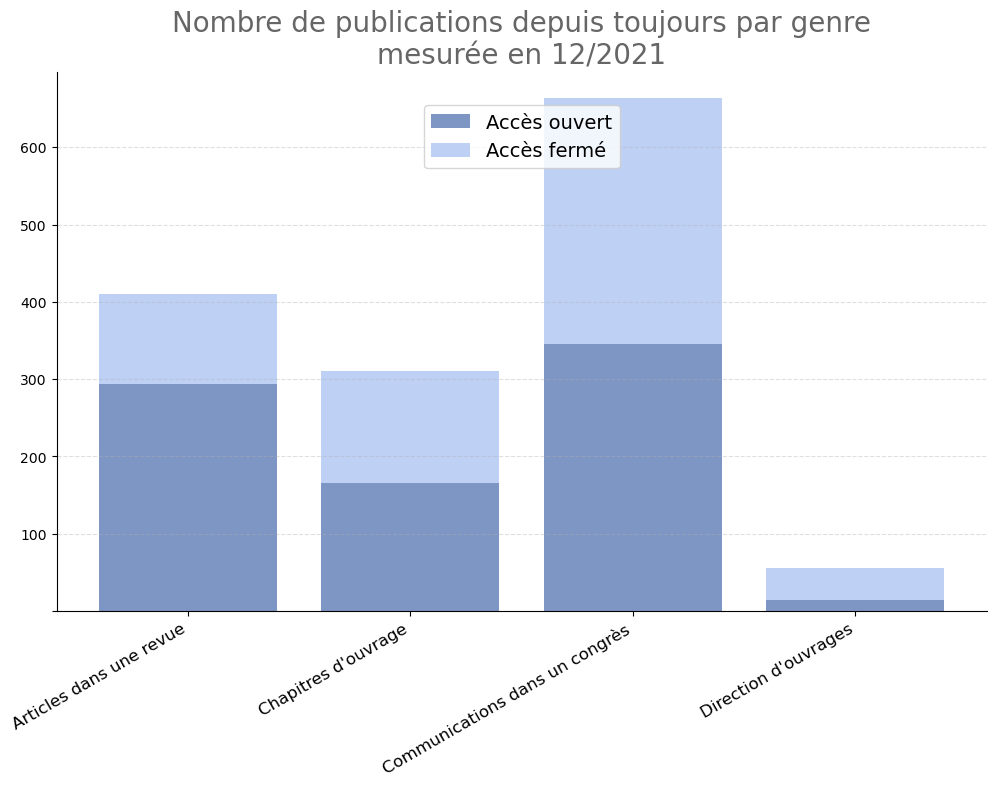 Nombre de publications depuis toujours par genre
mesurée en 12/2021
Accès ouvert
Accès fermé
600
500
400
300
200
100
Articles dans une revue
Chapitres d'ouvrage
Communications dans un congrès
Direction d'ouvrages